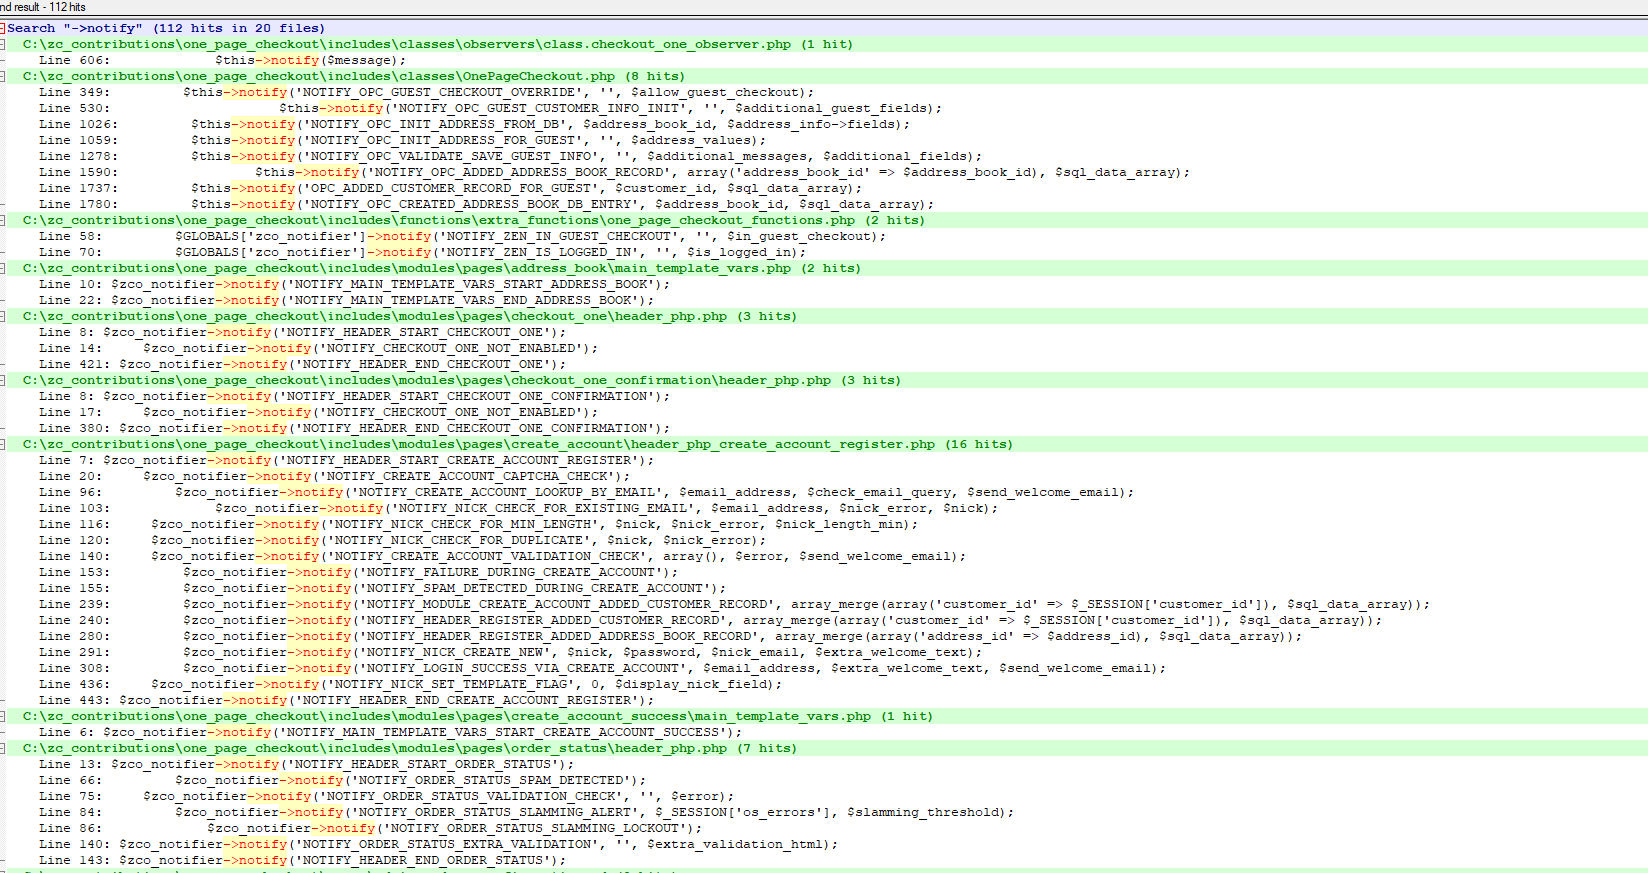 nd result - 112 hits
Search "->notify" (112 hits in 20 files)
C:\zc_contributions\one_page_checkout\includes\classes\observers\class.checkout_one_observer.php (1 hit)
Line 606: $this->notify($message);
C:\zc_contributions\one_page_checkout\includes\classes\OnePageCheckout.php (8 hits)
Line 349: $this->notify('NOTIFY_OPC_GUEST_CHECKOUT_OVERRIDE', '', $allow_guest_checkout);
Line 530: $this->notify('NOTIFY_OPC_GUEST_CUSTOMER_INFO_INIT', '', $additional_guest_fields);
Line 1026: $this->notify('NOTIFY_OPC_INIT_ADDRESS_FROM_DB', $address_book_id, $address_info->fields);
Line 1059: $this->notify('NOTIFY_OPC_INIT_ADDRESS_FOR_GUEST', '', $address_values);
Line 1278: $this->notify('NOTIFY_OPC_VALIDATE_SAVE_GUEST_INFO', '', $additional_messages, $additional_fields);
Line 1590: $this->notify('NOTIFY_OPC_ADDED_ADDRESS_BOOK_RECORD', array('address_book_id' => $address_book_id), $sql_data_array);
Line 1737: $this->notify('OPC_ADDED_CUSTOMER_RECORD_FOR_GUEST', $customer_id, $sql_data_array);
Line 1780: $this->notify('NOTIFY_OPC_CREATED_ADDRESS_BOOK_DB_ENTRY', $address_book_id, $sql_data_array);
C:\zc_contributions\one_page_checkout\includes\functions\extra_functions\one_page_checkout_functions.php (2 hits)
Line 58: $GLOBALS['zco_notifier']->notify('NOTIFY_ZEN_IN_GUEST_CHECKOUT', '', $in_guest_checkout);
Line 70: $GLOBALS['zco_notifier']->notify('NOTIFY_ZEN_IS_LOGGED_IN', '', $is_logged_in);
C:\zc_contributions\one_page_checkout\includes\modules\pages\address_book\main_template_vars.php (2 hits)
Line 10: $zco_notifier->notify('NOTIFY_MAIN_TEMPLATE_VARS_START_ADDRESS_BOOK');
Line 22: $zco_notifier->notify('NOTIFY_MAIN_TEMPLATE_VARS_END_ADDRESS_BOOK');
C:\zc_contributions\one_page_checkout\includes\modules\pages\checkout_one\header_php.php (3 hits)
Line 8: $zco_notifier->notify('NOTIFY_HEADER_START_CHECKOUT_ONE');
Line 14: $zco_notifier->notify('NOTIFY_CHECKOUT_ONE_NOT_ENABLED');
Line 421: $zco_notifier->notify('NOTIFY_HEADER_END_CHECKOUT_ONE');
C:\zc_contributions\one_page_checkout\includes\modules\pages\checkout_one_confirmation\header_php.php (3 hits)
Line 8: $zco_notifier->notify('NOTIFY_HEADER_START_CHECKOUT_ONE_CONFIRMATION');
Line 17: $zco_notifier->notify('NOTIFY_CHECKOUT_ONE_NOT_ENABLED');
Line 380: $zco_notifier->notify('NOTIFY_HEADER_END_CHECKOUT_ONE_CONFIRMATION');
C:\zc_contributions\one_page_checkout\includes\modules\pages\create_account\header_php_create_account_register.php (16 hits)
Line 7: $zco_notifier->notify('NOTIFY_HEADER_START_CREATE_ACCOUNT_REGISTER');
Line 20: $zco_notifier->notify('NOTIFY_CREATE_ACCOUNT_CAPTCHA_CHECK');
Line 96: $zco_notifier->notify('NOTIFY_CREATE_ACCOUNT_LOOKUP_BY_EMAIL', $email_address, $check_email_query, $send_welcome_email);
Line 103: $zco_notifier->notify('NOTIFY_NICK_CHECK_FOR_EXISTING_EMAIL', $email_address, $nick_error, $nick);
Line 116: $zco_notifier->notify('NOTIFY_NICK_CHECK_FOR_MIN_LENGTH', $nick, $nick_error, $nick_length_min);
Line 120: $zco_notifier->notify('NOTIFY_NICK_CHECK_FOR_DUPLICATE', $nick, $nick_error);
Line 140: $zco_notifier->notify('NOTIFY_CREATE_ACCOUNT_VALIDATION_CHECK', array(), $error, $send_welcome_email);
Line 153: $zco_notifier->notify('NOTIFY_FAILURE_DURING_CREATE_ACCOUNT');
Line 155: $zco_notifier->notify('NOTIFY_SPAM_DETECTED_DURING_CREATE_ACCOUNT');
Line 239: $zco_notifier->notify('NOTIFY_MODULE_CREATE_ACCOUNT_ADDED_CUSTOMER_RECORD', array_merge(array('customer_id' => $_SESSION['customer_id']), $sql_data_array));
Line 240: $zco_notifier->notify('NOTIFY_HEADER_REGISTER_ADDED_CUSTOMER_RECORD', array_merge(array('customer_id' => $_SESSION['customer_id']), $sql_data_array));
Line 280: $zco_notifier->notify('NOTIFY_HEADER_REGISTER_ADDED_ADDRESS_BOOK_RECORD', array_merge(array('address_id' => $address_id), $sql_data_array));
Line 291: $zco_notifier->notify('NOTIFY_NICK_CREATE_NEW', $nick, $password, $nick_email, $extra_welcome_text);
Line 308: $zco_notifier->notify('NOTIFY_LOGIN_SUCCESS_VIA_CREATE_ACCOUNT', $email_address, $extra_welcome_text, $send_welcome_email);
Line 436: $zco_notifier->notify('NOTIFY_NICK_SET_TEMPLATE_FLAG', 0, $display_nick_field);
Line 443: $zco_notifier->notify('NOTIFY_HEADER_END_CREATE_ACCOUNT_REGISTER');
C:\zc_contributions\one_page_checkout\includes\modules\pages\create_account_success\main_template_vars.php (1 hit)
Line 6: $zco_notifier->notify('NOTIFY_MAIN_TEMPLATE_VARS_START_CREATE_ACCOUNT_SUCCESS');
C:\zc_contributions\one_page_checkout\includes\modules\pages\order_status\header_php.php (7 hits)
Line 13: $zco_notifier->notify('NOTIFY_HEADER_START_ORDER_STATUS');
Line 66: $zco_notifier->notify('NOTIFY_ORDER_STATUS_SPAM_DETECTED');
Line 75: $zco_notifier->notify('NOTIFY_ORDER_STATUS_VALIDATION_CHECK', '', $error);
Line 84: $zco_notifier->notify('NOTIFY_ORDER_STATUS_SLAMMING_ALERT', $_SESSION['os_errors'], $slamming_threshold);
Line 86: $zco_notifier->notify('NOTIFY_ORDER_STATUS_SLAMMING_LOCKOUT');
Line 140: $zco_notifier->notify('NOTIFY_ORDER_STATUS_EXTRA_VALIDATION', '', $extra_validation_html);
Line 143: $zco_notifier->notify('NOTIFY_HEADER_END_ORDER_STATUS');